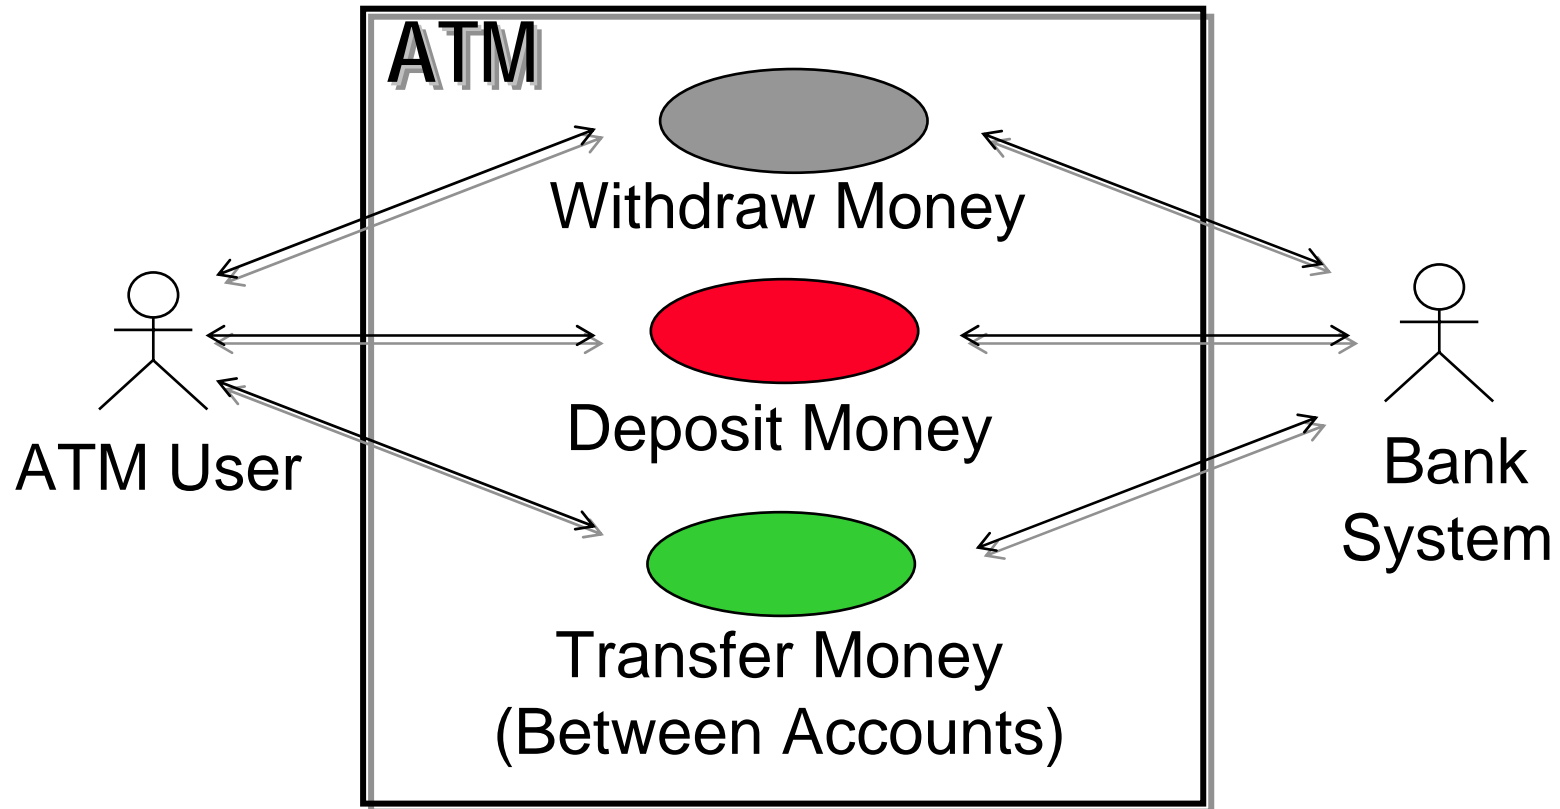 ATM
Withdraw Money
Deposit Money
ATM User
Bank
System
Transfer Money
(Between Accounts)